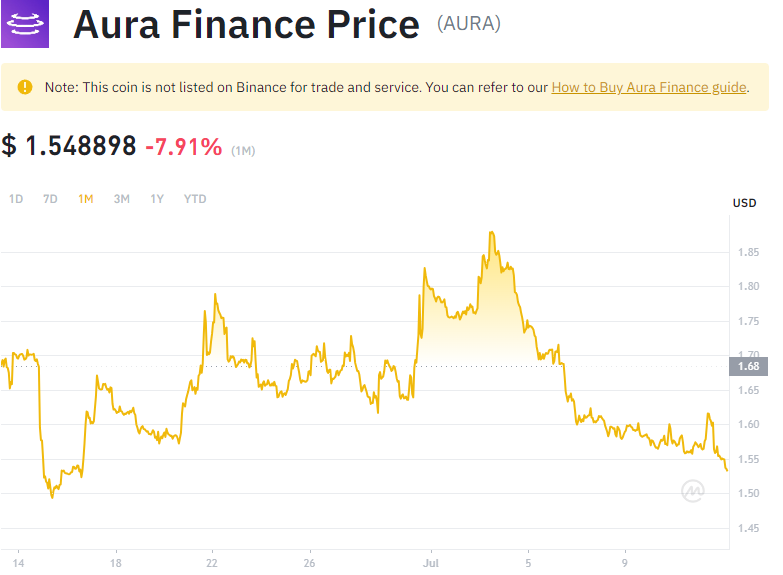 Aura Finance Price (AURA)
Note: This coin is not listed on Binance for trade and service. You can refer to our How to Buy Aura Finance guide.
$ 1.548898 -7.91% (1M)
1D 7D 1M 3M 1Y YTD
USD
1.85
1.80
1.75
1.70
1.68
1.65
1.60
1.55
1.50
1.45
14 18 22 26 Jul 5 9